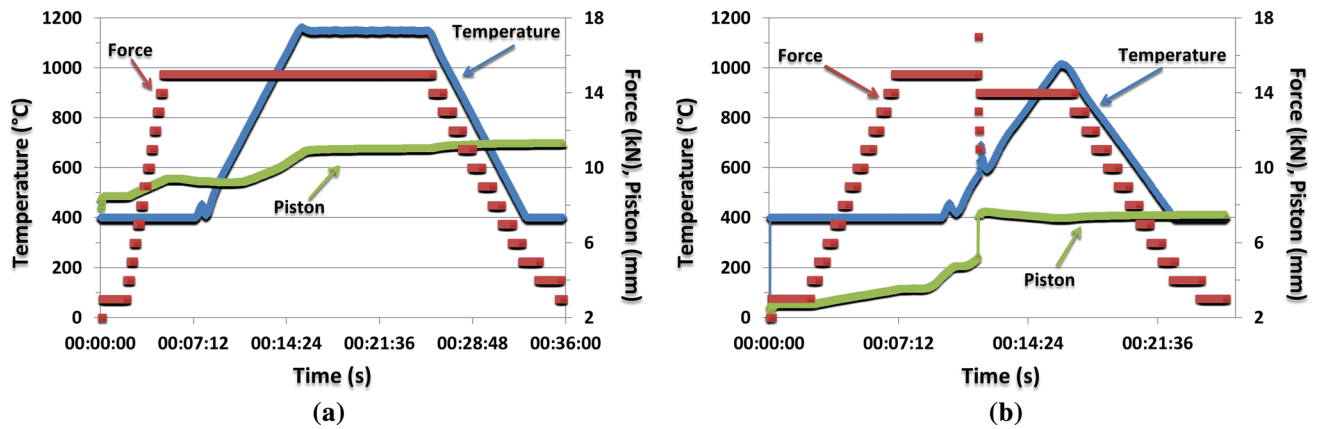 1200
1000
800
600
400
200
0
Temperature (°C)
Force
Temperature
Piston
18
14
10
6
2
Force (kN), Piston (mm)
00:00:00 00:07:12 00:14:24 00:21:36 00:28:48 00:36:00
Time (s)
(a)
1200
1000
800
600
400
200
0
Temperature (°C)
Force
Temperature
Piston
18
14
10
6
2
Force (kN), Piston (mm)
00:00:00 00:07:12 00:14:24 00:21:36
Time (s)
(b)